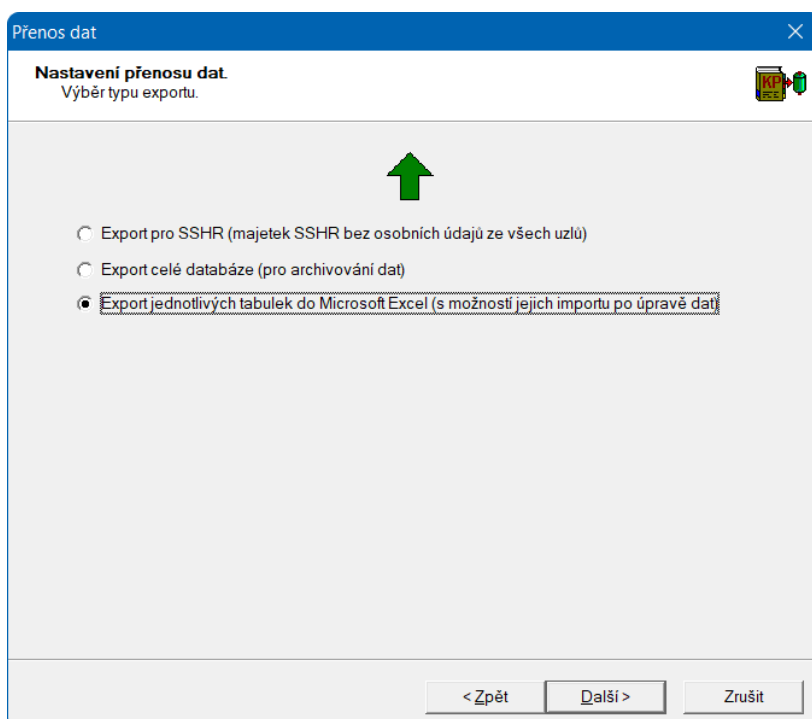 Přenos dat
Nastavení přenosu dat.
Výběr typu exportu.
KP
Export pro SSHR (majetek SSHR bez osobních údajů ze všech uzlů)
Export celé databáze (pro archivování dat)
Export jednotlivých tabulek do Microsoft Excel (s možností jejich importu po úpravě dat)
< Zpět
Další >
Zrušit